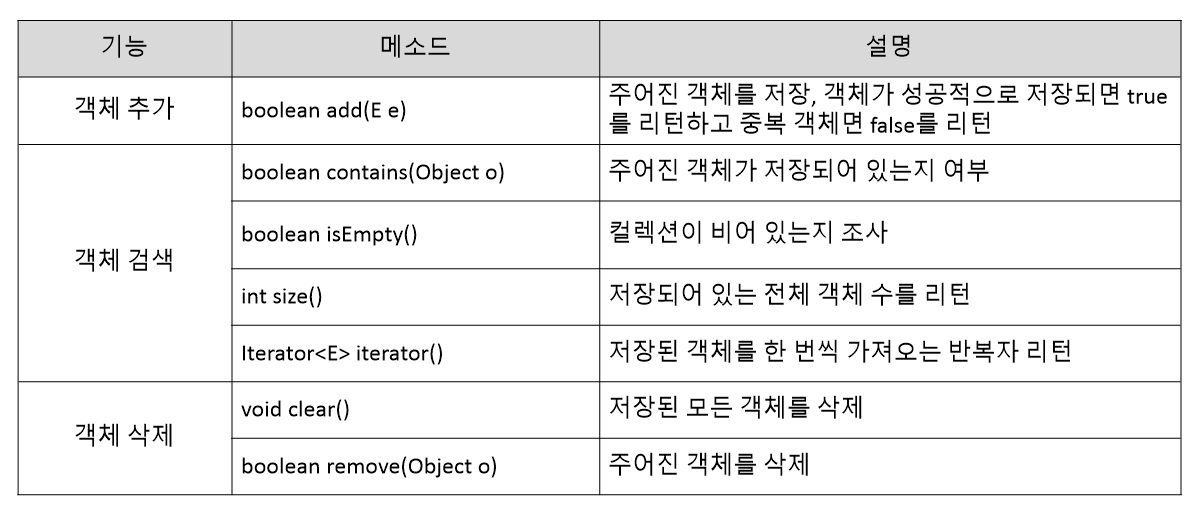 기능 메소드 설명
객체 추가 boolean add(E e) 주어진 객체를 저장, 객체가 성공적으로 저장되면 true
를 리턴하고 중복 객체면 false를 리턴
객체 검색 boolean contains(Object o) 주어진 객체가 저장되어 있는지 여부
boolean isEmpty() 컬렉션이 비어 있는지 조사
int size() 저장되어 있는 전체 객체 수를 리턴
Iterator<E> iterator() 저장된 객체를 한 번씩 가져오는 반복자 리턴
객체 삭제 void clear() 저장된 모든 객체를 삭제
boolean remove(Object o) 주어진 객체를 삭제